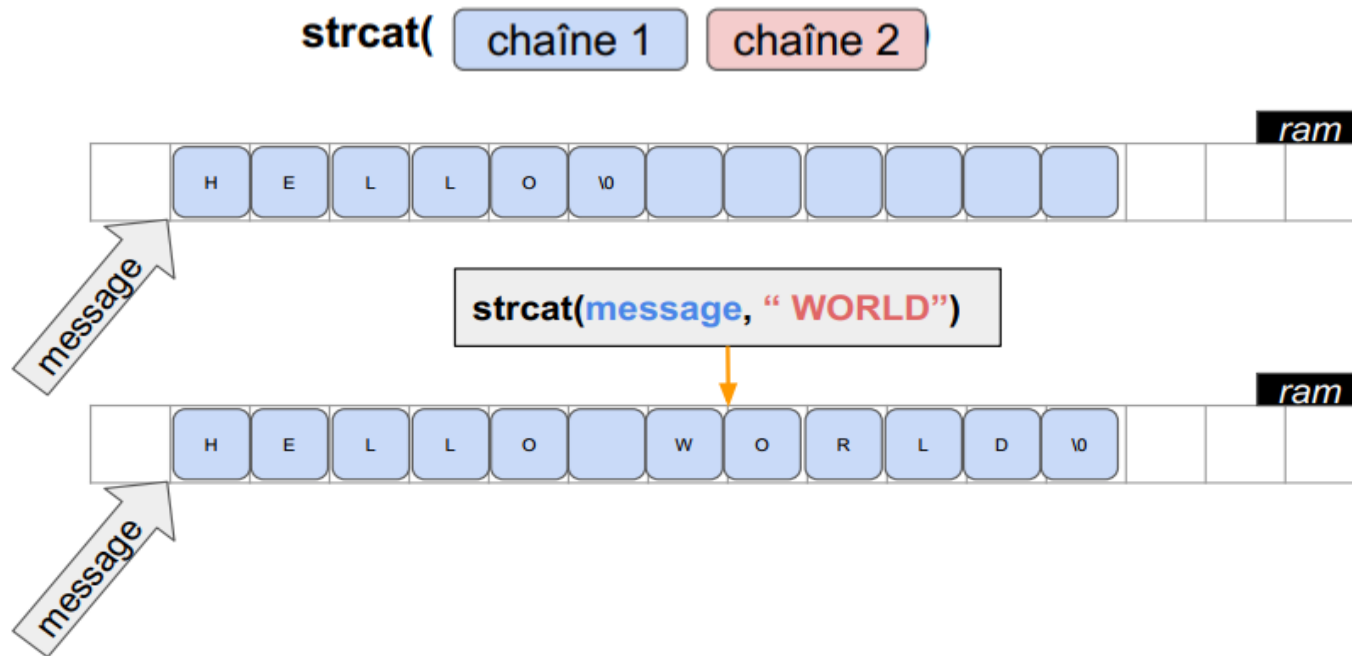 strcat( chaîne 1 chaîne 2 )
ram
H E L L O \0
message
strcat(message, “ WORLD”)
ram
H E L L O W O R L D \0
message